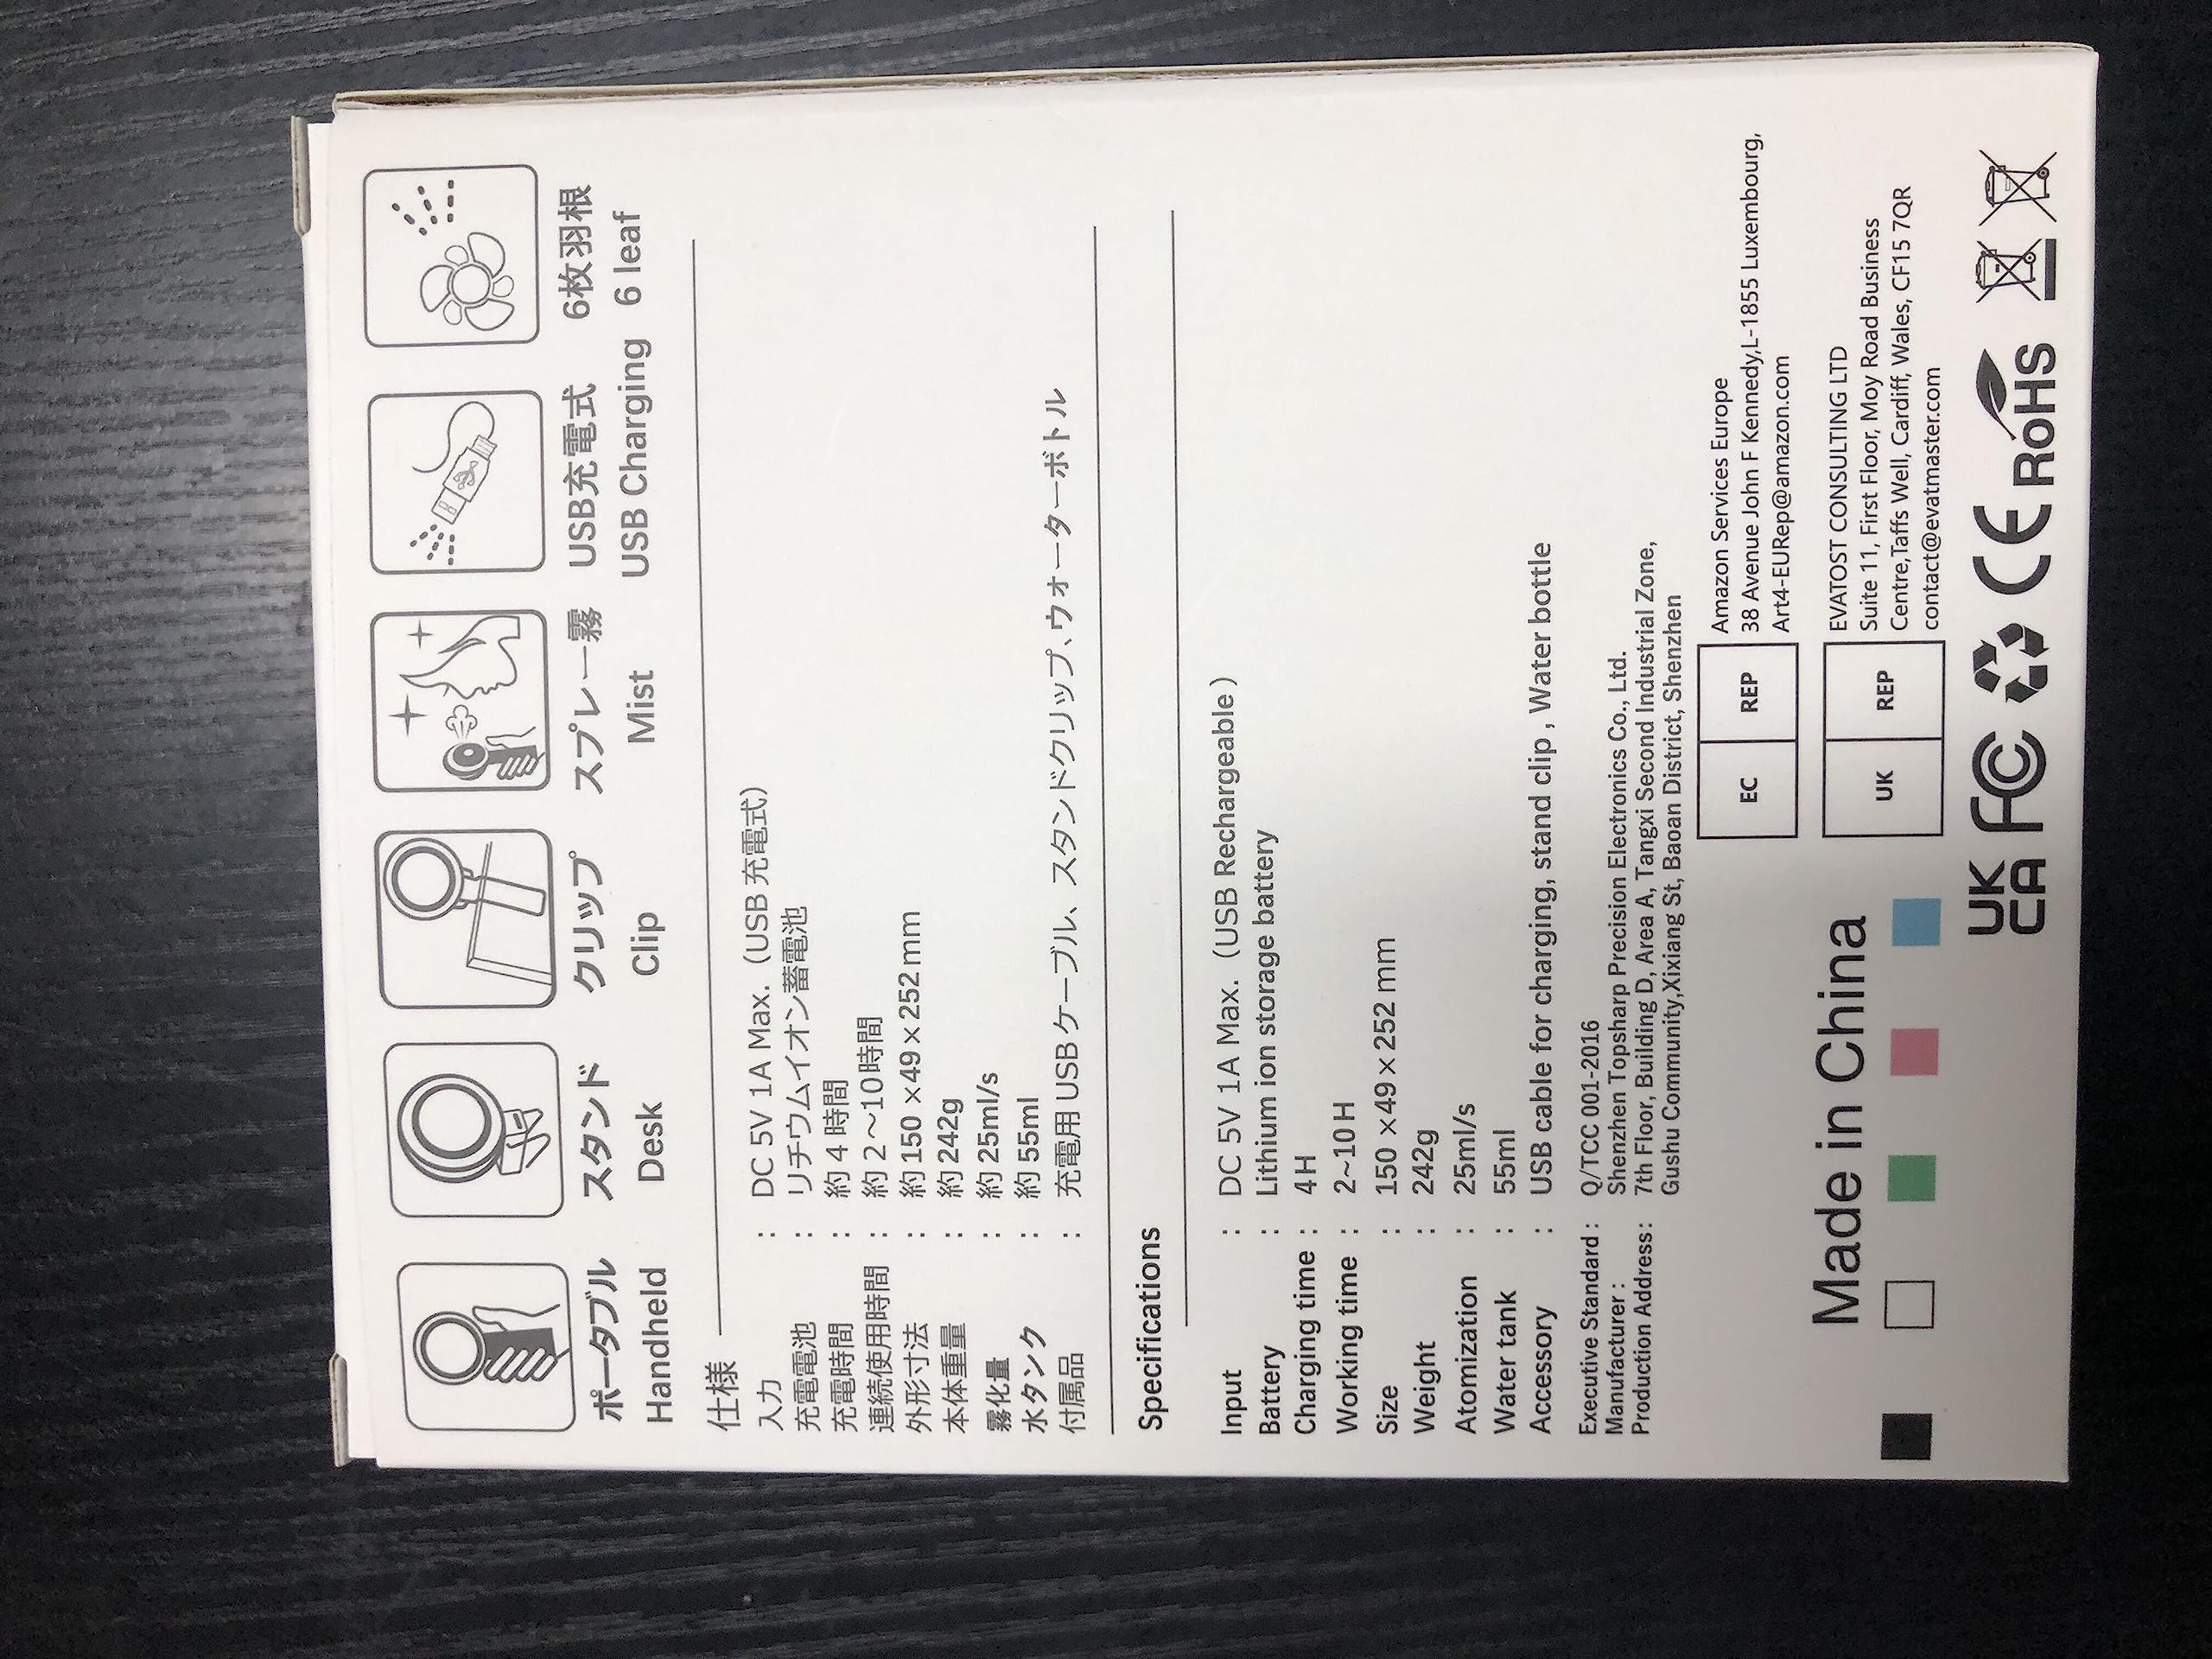 ポータブル
Handheld
スタンド
Desk
クリップ
Clip
スプレー霧
Mist
USB充電式
USB Charging
6枚羽根
6 leaf
仕様
入力 : DC 5V 1A Max.（USB 充電式）
充電電池 : リチウムイオン蓄電池
充電時間 : 約 4 時間
連続使用時間 : 約 2～10時間
外形寸法 : 約 150 ×49×252mm
本体重量 : 約 242g
霧化量 : 約 25ml/s
水タンク : 約 55ml
付属品 : 充電用 USB ケーブル、スタンドクリップ、ウォーターボトル
Specifications
Input : DC 5V 1A Max.（USB Rechargeable）
Battery : Lithium ion storage battery
Charging time : 4H
Working time : 2~10H
Size : 150 ×49×252 mm
Weight : 242g
Atomization : 25ml/s
Water tank : 55ml
Accessory : USB cable for charging, stand clip , Water bottle
Executive Standard : Q/TCC 001-2016
Manufacturer : Shenzhen Topsharp Precision Electronics Co., Ltd.
Production Address: 7th Floor, Building D, Area A, Tangxi Second Industrial Zone,
Gushu Community,Xixiang St, Baoan District, Shenzhen
EC REP
Amazon Services Europe
38 Avenue John F Kennedy,L-1855 Luxembourg,
Art4-EURep@amazon.com
UK REP
EVATOST CONSULTING LTD
Suite 11, First Floor, Moy Road Business
Centre,Taffs Well, Cardiff, Wales, CF15 7QR
contact@evatmaster.com
Made in China
UK
CA
FC
CE
RoHS